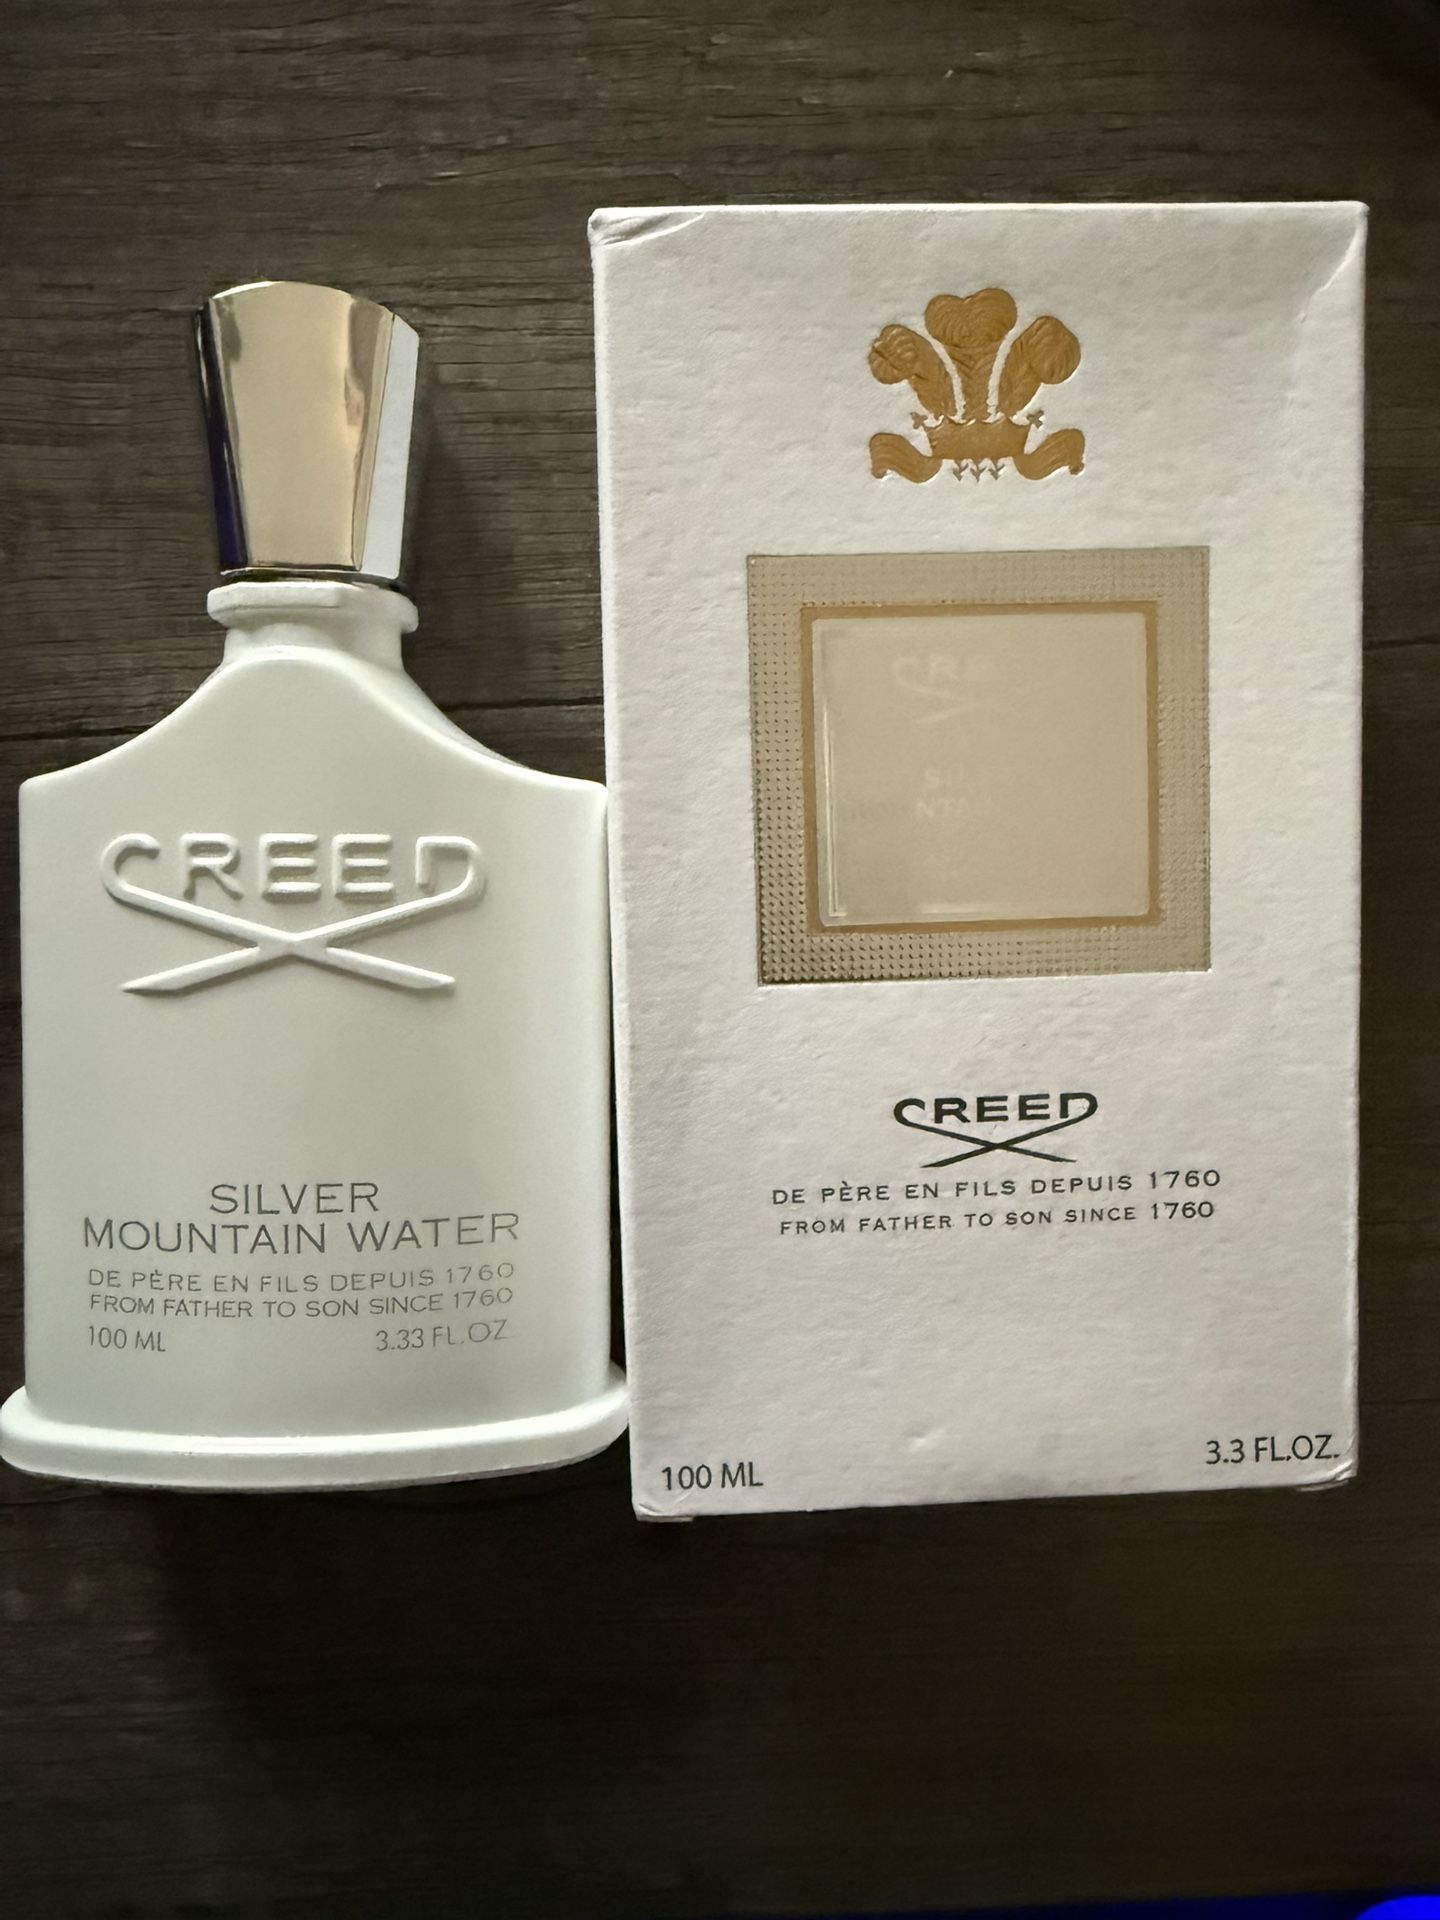 CREED
SILVER
MOUNTAIN WATER
DE PÈRE EN FILS DEPUIS 1760
FROM FATHER TO SON SINCE 1760
100 ML 3.33 FL.OZ
CREED
DE PÈRE EN FILS DEPUIS 1760
FROM FATHER TO SON SINCE 1760
100 ML 3.3 FL.OZ.